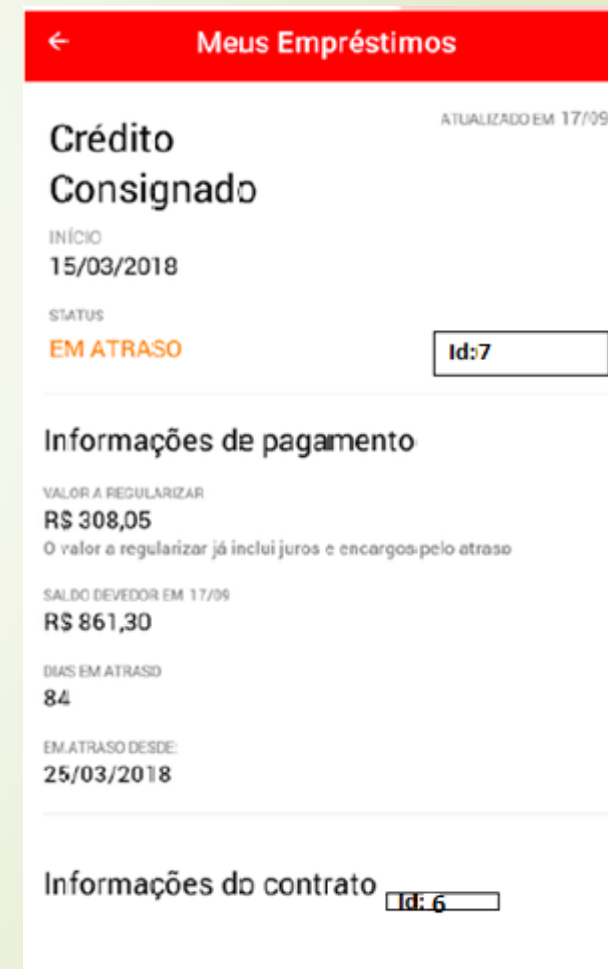 ← Meus Empréstimos
ATUALIZADO EM 17/09
Crédito
Consignado
INÍCIO
15/03/2018
STATUS
EM ATRASO
Id:7
Informações de pagamento
VALOR A REGULARIZAR
R$ 308,05
O valor a regularizar já inclui juros e encargos pelo atraso
SALDO DEVEDOR EM 17/09
R$ 861,30
DIAS EM ATRASO
84
EM ATRASO DESDE:
25/03/2018
Informações do contrato
Id: 6